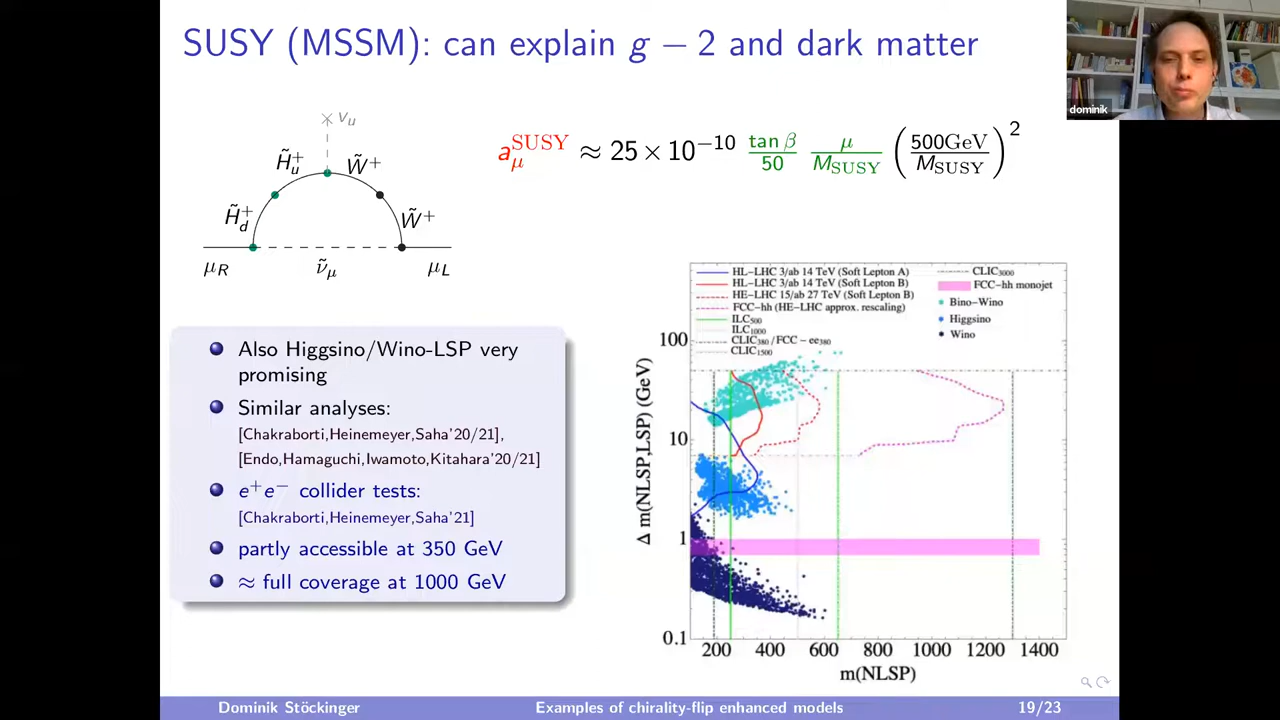 SUSY (MSSM): can explain g − 2 and dark matter
dominik
v_u
H̃_u^+
W̃^+
H̃_d^+
W̃^+
μ_R
ν̃_μ
μ_L
a_μ^SUSY ≈ 25 × 10^−10 tan β/50 μ/M_SUSY (500GeV/M_SUSY)^2
Also Higgsino/Wino-LSP very
promising
Similar analyses:
[Chakraborti,Heinemeyer,Saha'20/21],
[Endo,Hamaguchi,Iwamoto,Kitahara'20/21]
e^+e^− collider tests:
[Chakraborti,Heinemeyer,Saha'21]
partly accessible at 350 GeV
≈ full coverage at 1000 GeV
HL−LHC 3/ab 14 TeV (Soft Lepton A)
HL−LHC 3/ab 14 TeV (Soft Lepton B)
HE−LHC 15/ab 27 TeV (Soft Lepton B)
FCC−hh (HE−LHC approx. rescaling)
ILC_500
ILC_1000
CLIC_380/FCC−ee_380
CLIC_1500
CLIC_3000
FCC−hh monojet
Bino−Wino
Higgsino
Wino
Δ m(NLSP,LSP) (GeV)
100
10
1
0.1
200 400 600 800 1000 1200 1400
m(NLSP)
Dominik Stöckinger
Examples of chirality-flip enhanced models
19/23